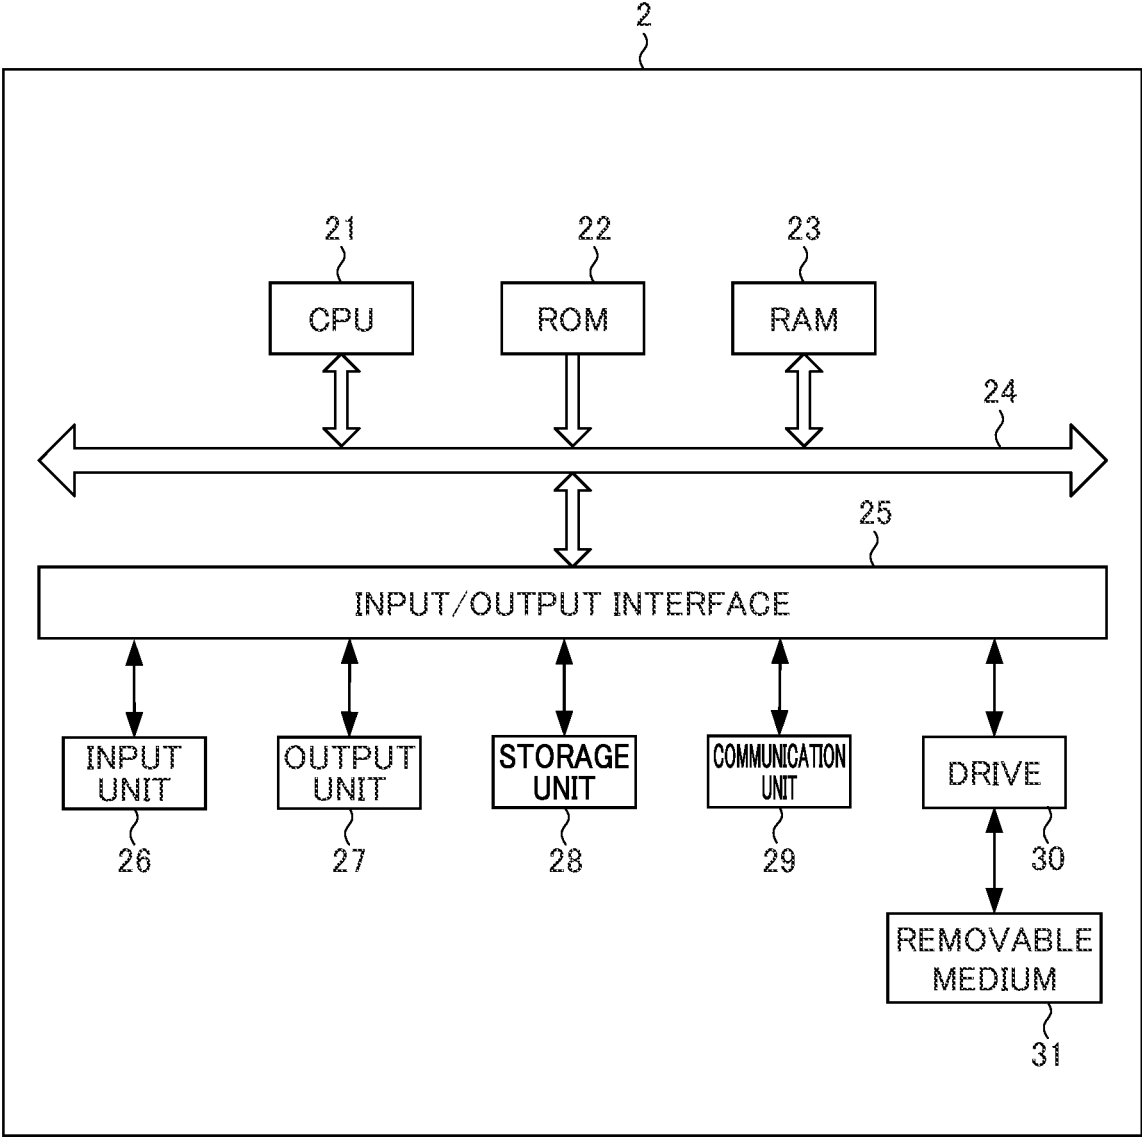 2
21
22
23
CPU
ROM
RAM
24
25
INPUT/OUTPUT INTERFACE
INPUT
UNIT
OUTPUT
UNIT
STORAGE
UNIT
COMMUNICATION
UNIT
DRIVE
26
27
28
29
30
REMOVABLE
MEDIUM
31